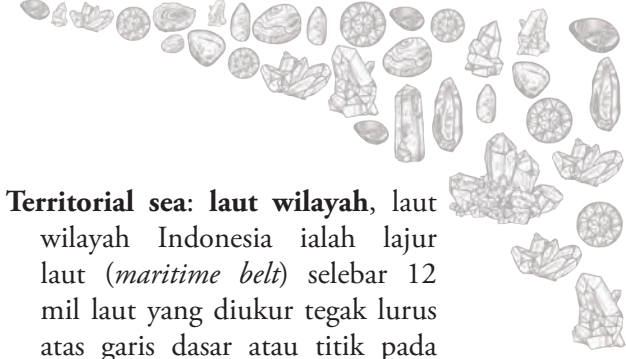 Territorial sea: laut wilayah, laut
wilayah Indonesia ialah lajur
laut (maritime belt) selebar 12
mil laut yang diukur tegak lurus
atas garis dasar atau titik pada